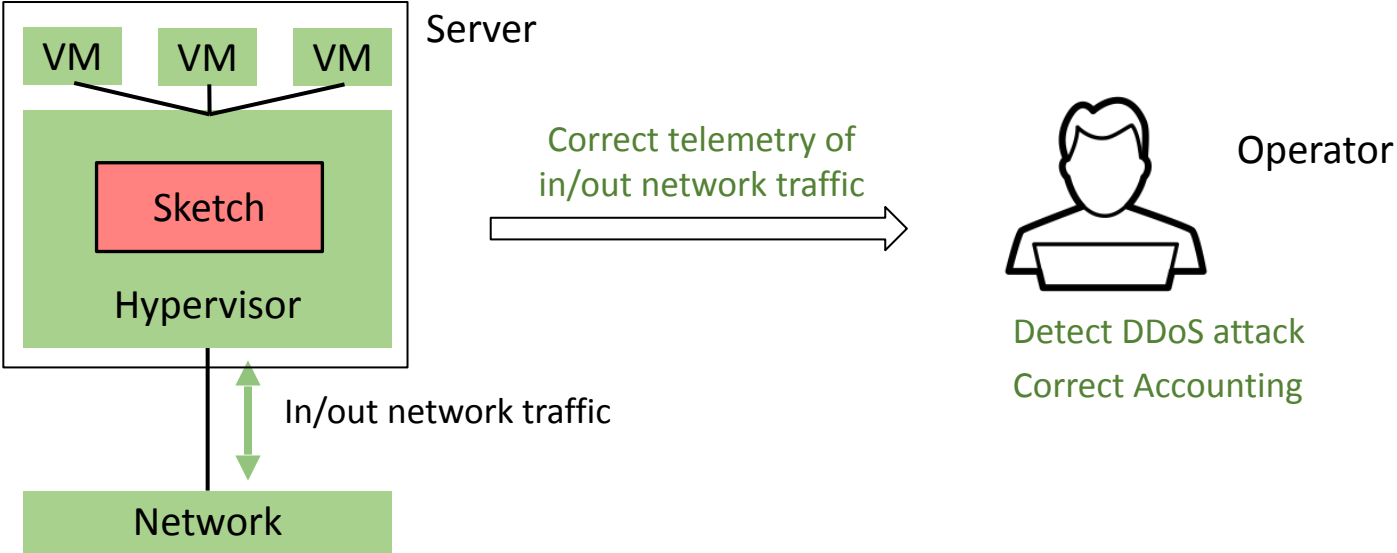 Server
VM VM VM
Sketch
Hypervisor
In/out network traffic
Network
Correct telemetry of
in/out network traffic
Operator
Detect DDoS attack
Correct Accounting